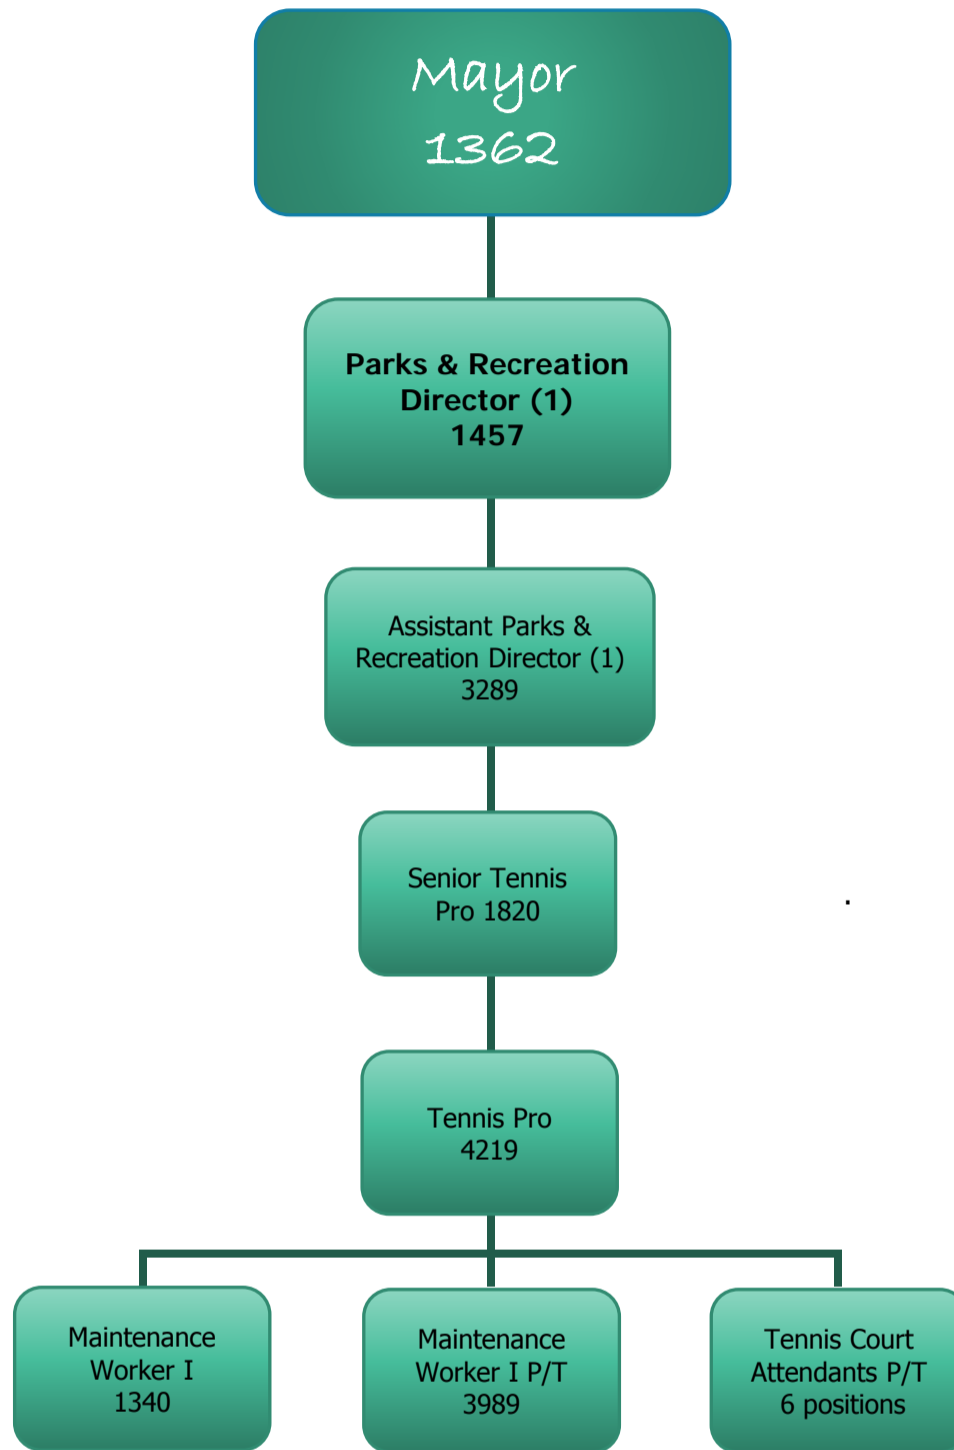 Mayor
1362
Parks & Recreation
Director (1)
1457
Assistant Parks &
Recreation Director (1)
3289
Senior Tennis
Pro 1820
.
Tennis Pro
4219
Maintenance
Worker I
1340
Maintenance
Worker I P/T
3989
Tennis Court
Attendants P/T
6 positions